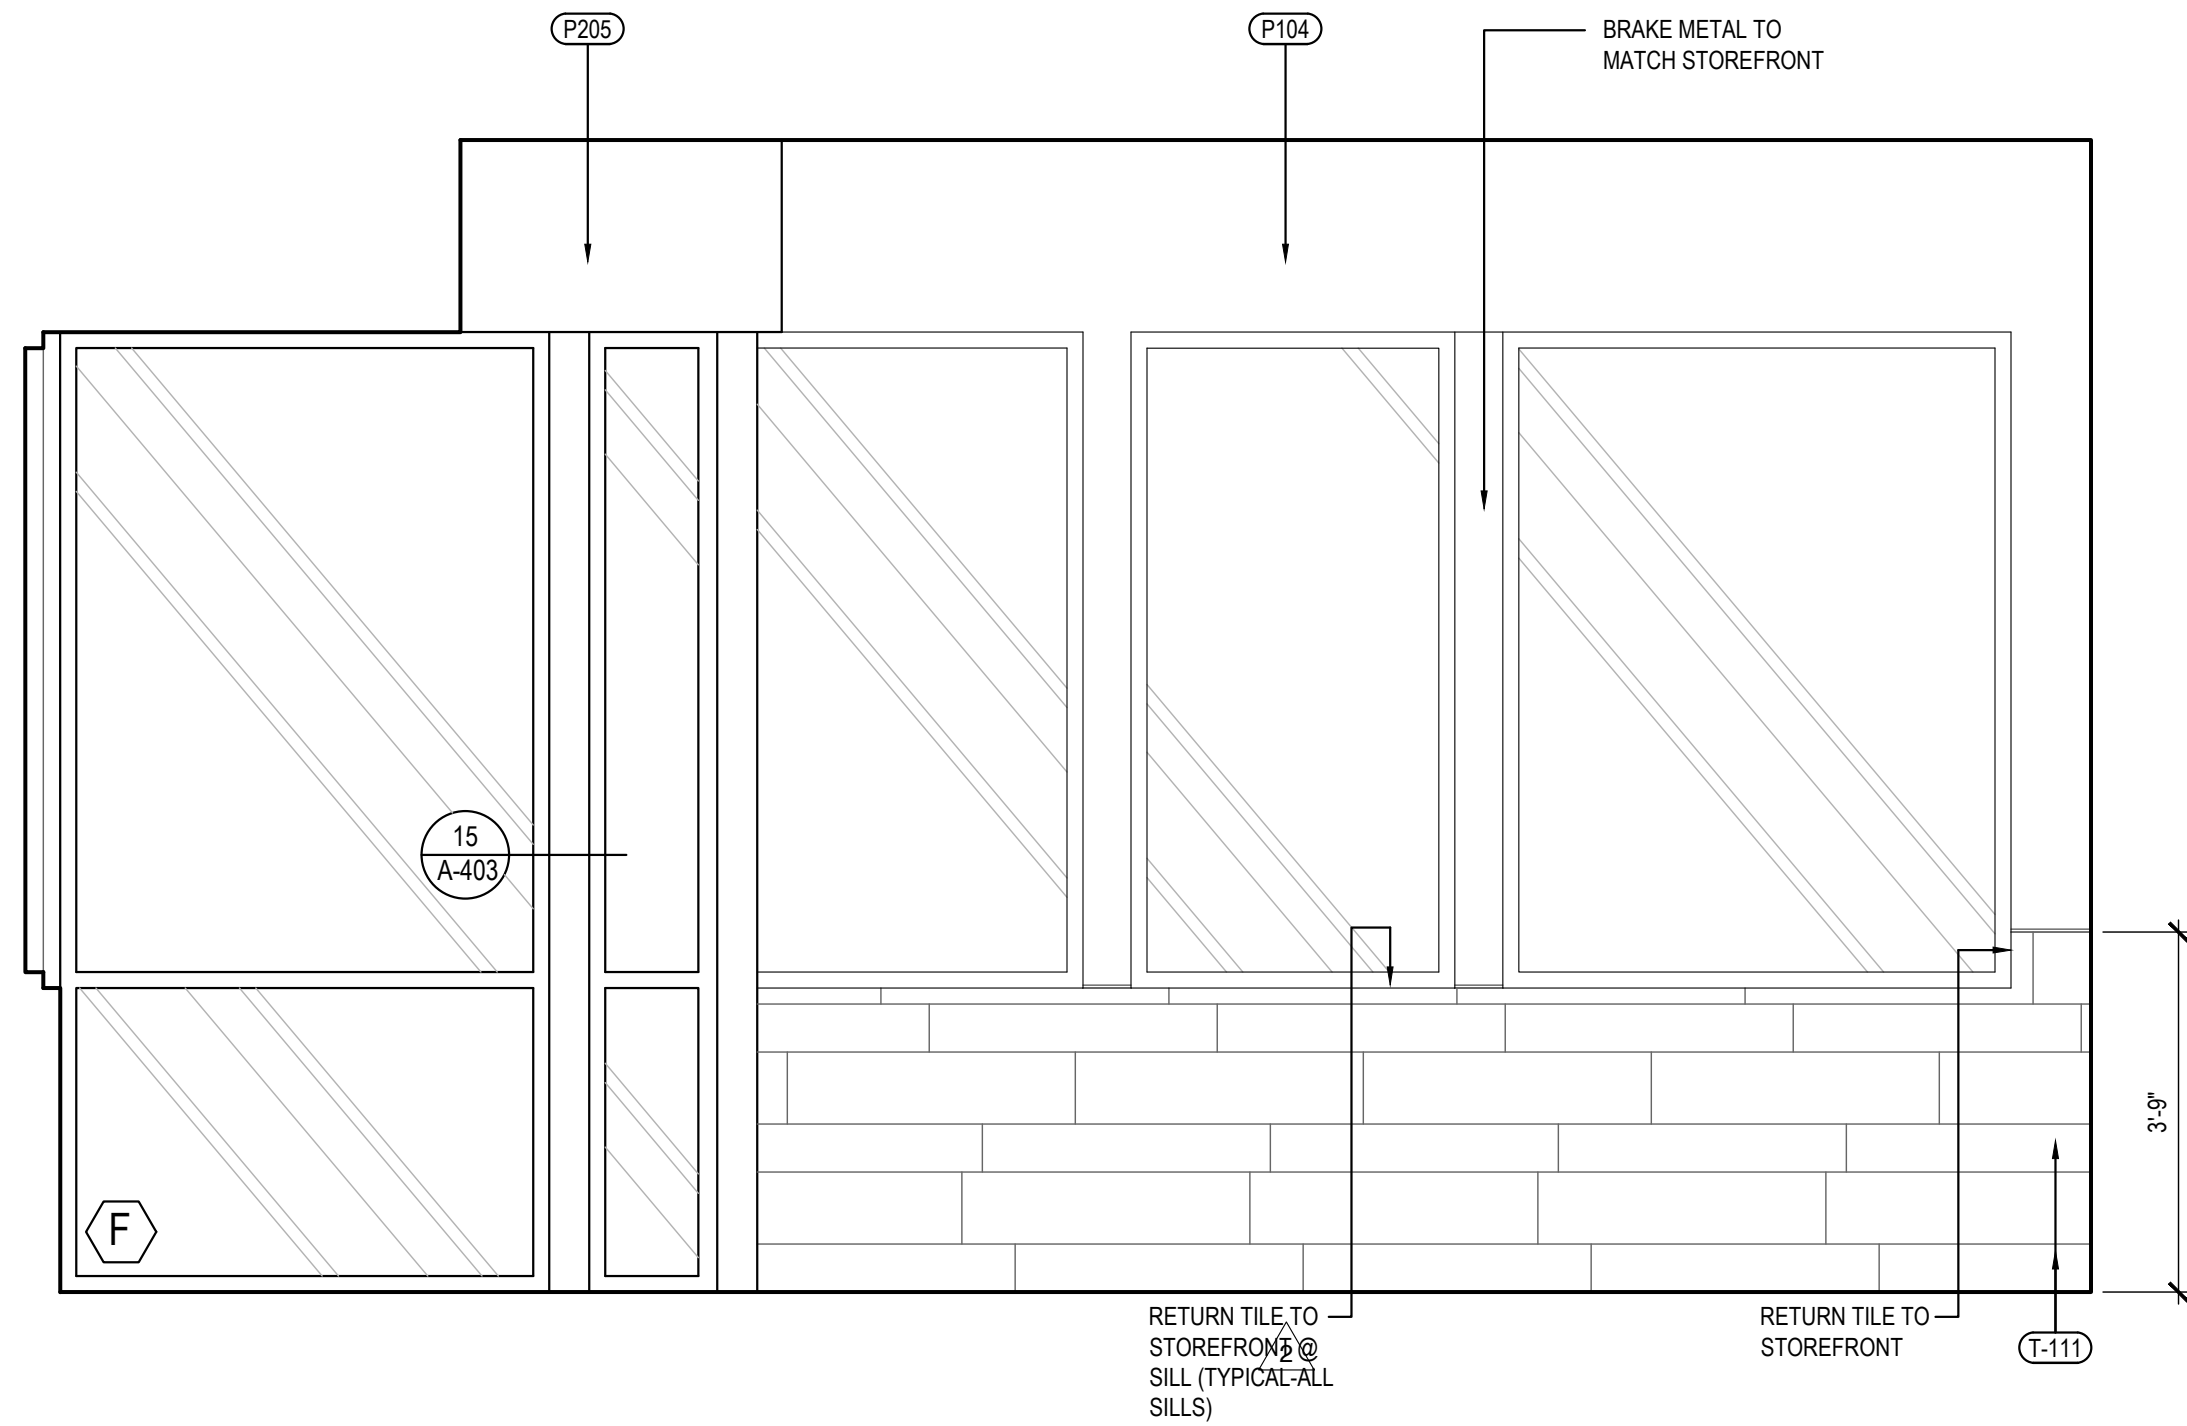 P205
P104
BRAKE METAL TO
MATCH STOREFRONT
15
A-403
3'-9"
F
RETURN TILE TO
STOREFRONT @
SILL (TYPICAL-ALL
SILLS)
2
RETURN TILE TO
STOREFRONT
T-111